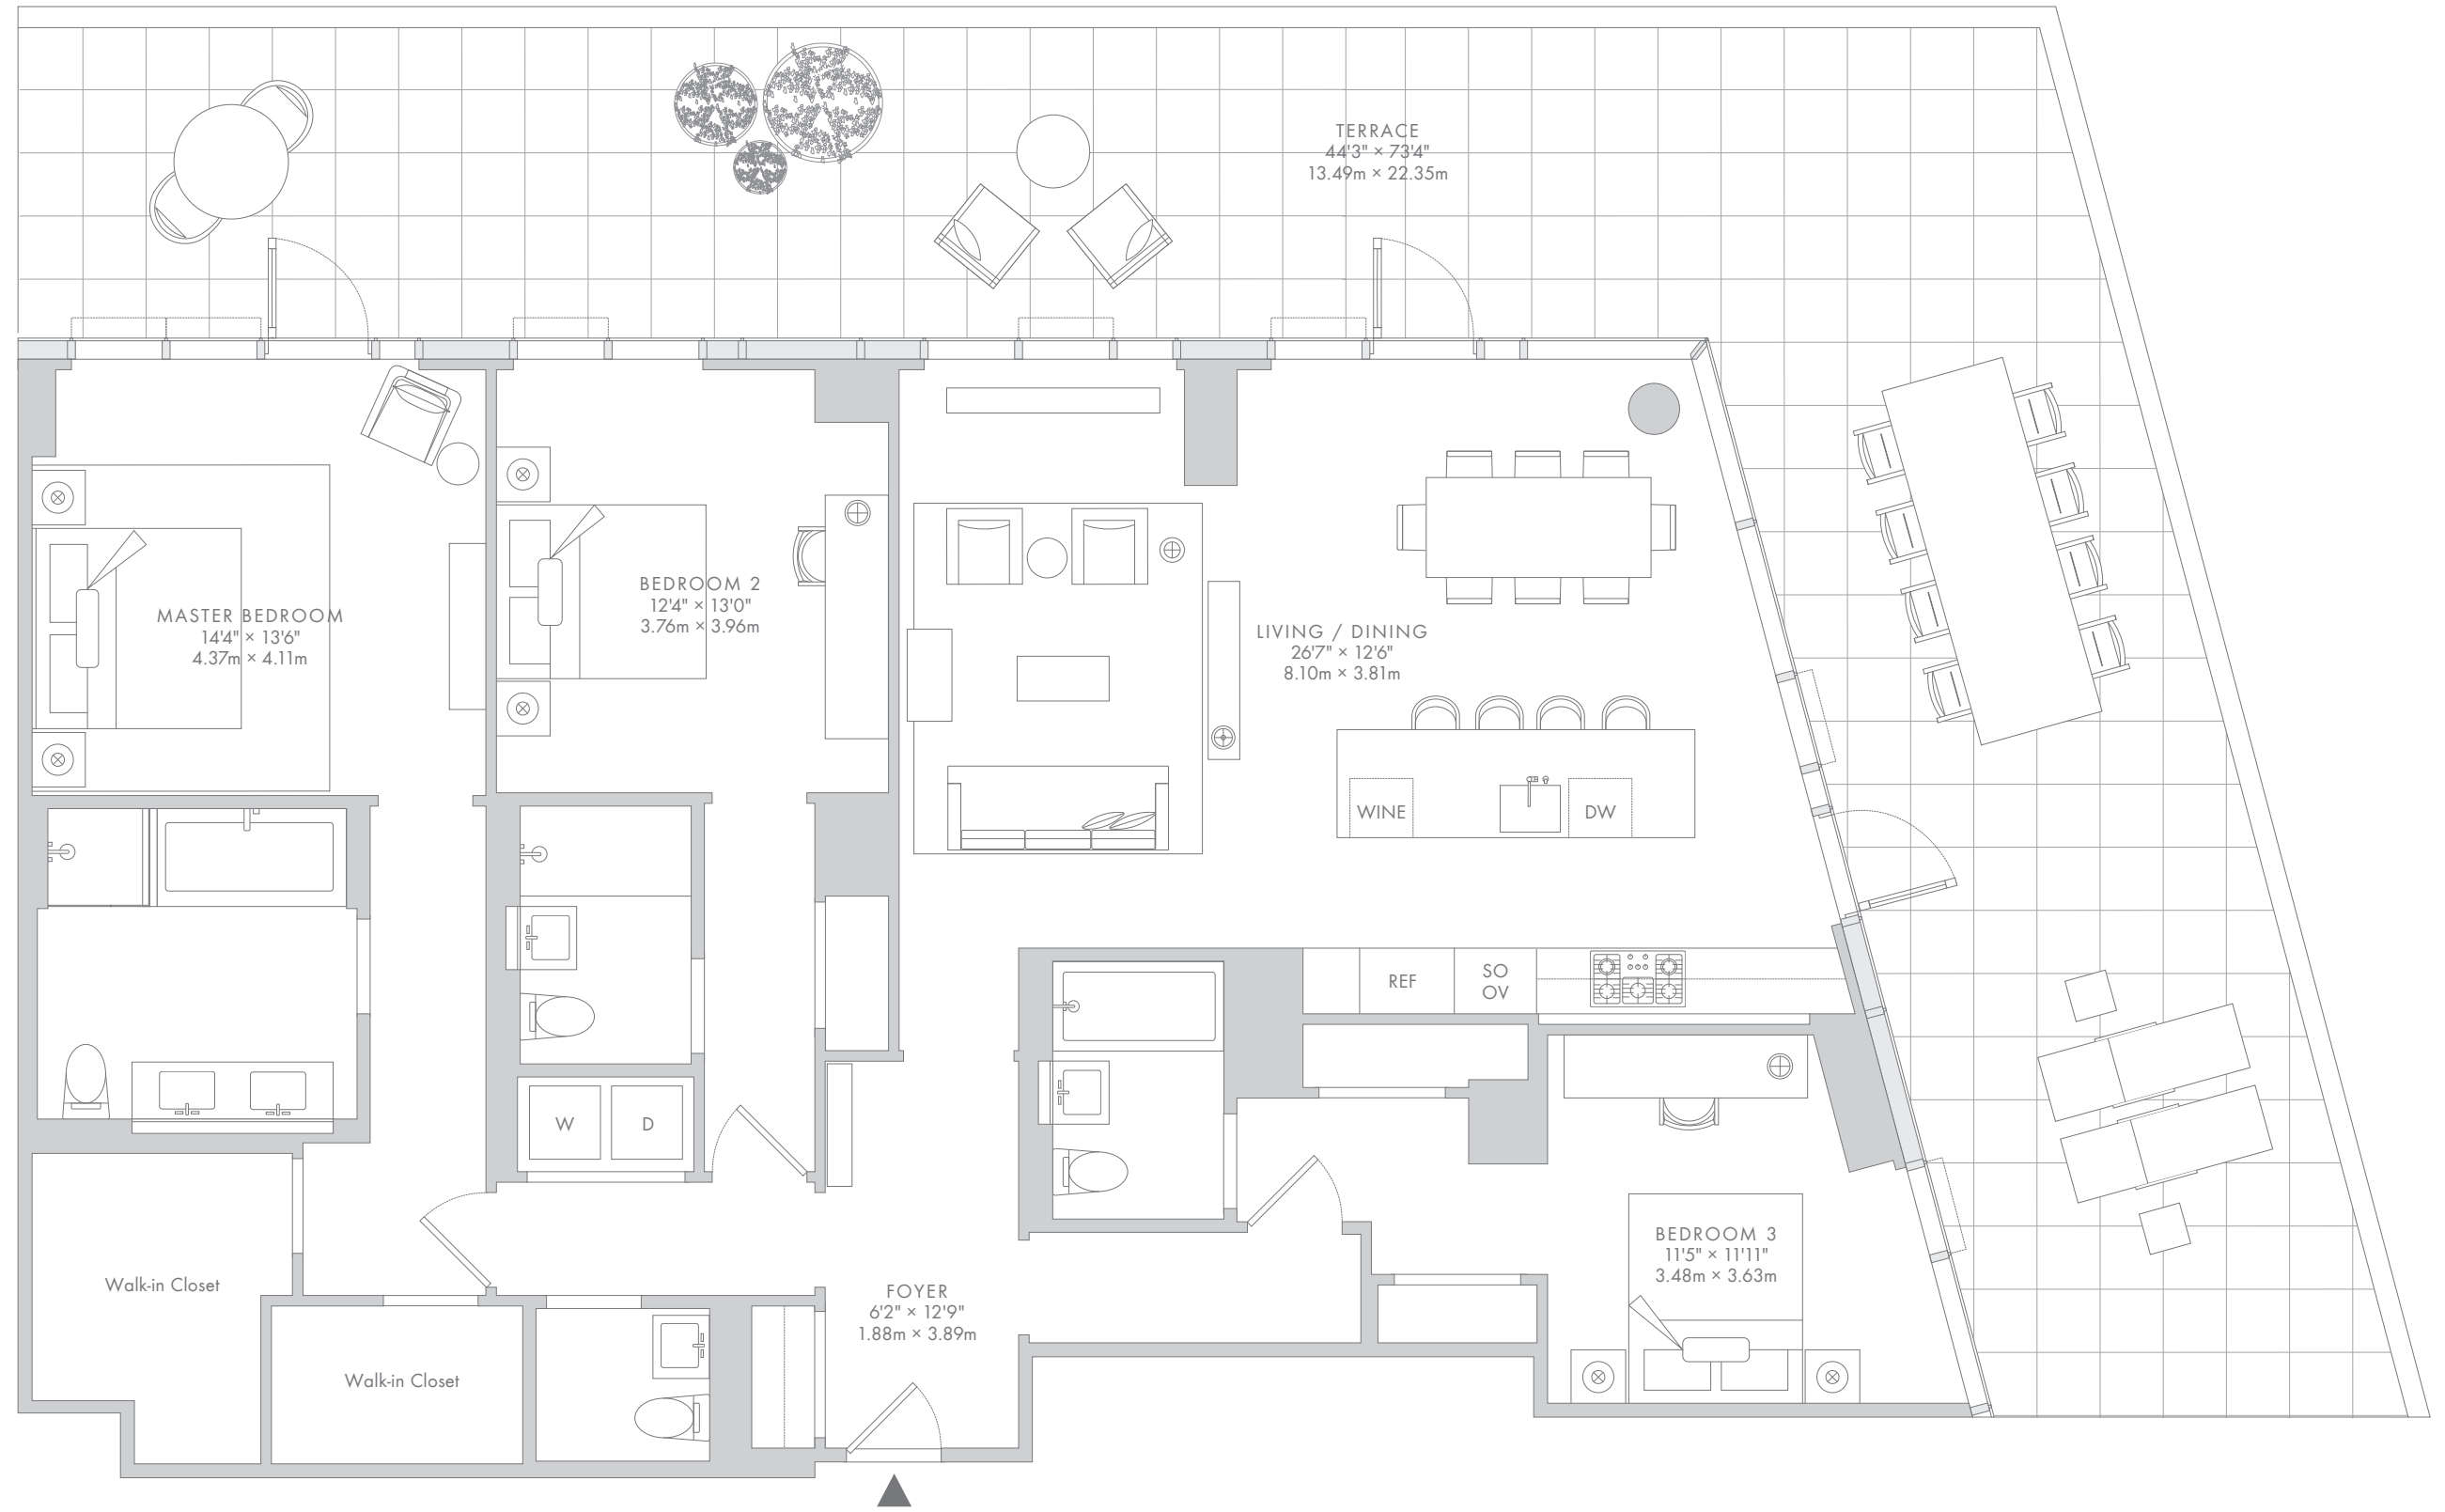 TERRACE
44'3" × 73'4"
13.49m × 22.35m
MASTER BEDROOM
14'4" × 13'6"
4.37m × 4.11m
BEDROOM 2
12'4" × 13'0"
3.76m × 3.96m
LIVING / DINING
26'7" × 12'6"
8.10m × 3.81m
WINE
DW
REF
SO
OV
W
D
BEDROOM 3
11'5" × 11'11"
3.48m × 3.63m
Walk-in Closet
FOYER
6'2" × 12'9"
1.88m × 3.89m
Walk-in Closet